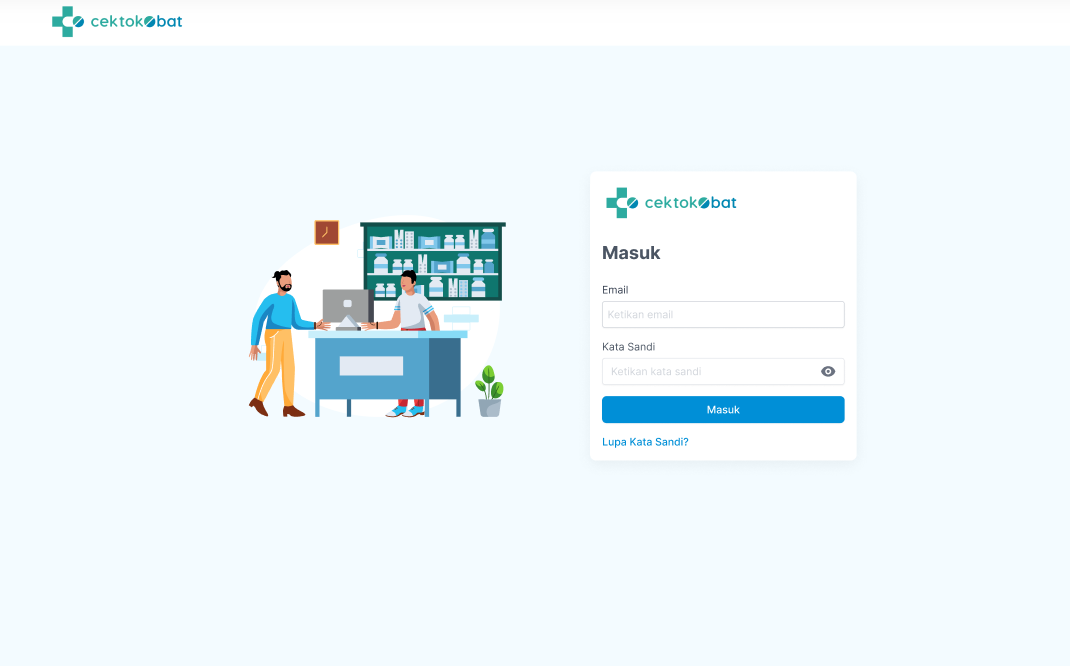 cektokobat
cektokobat
Masuk
Email
Ketikan email
Kata Sandi
Ketikan kata sandi
Masuk
Lupa Kata Sandi?